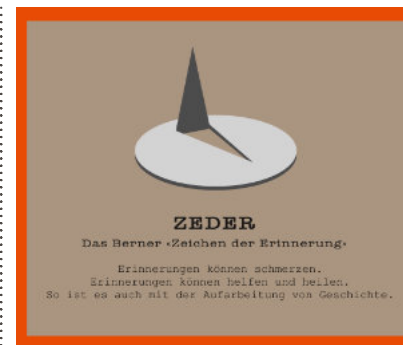 ZEDER
Das Berner «Zeichen der Erinnerung»
Erinnerungen können schmerzen.
Erinnerungen können helfen und heilen.
So ist es auch mit der Aufarbeitung von Geschichte.